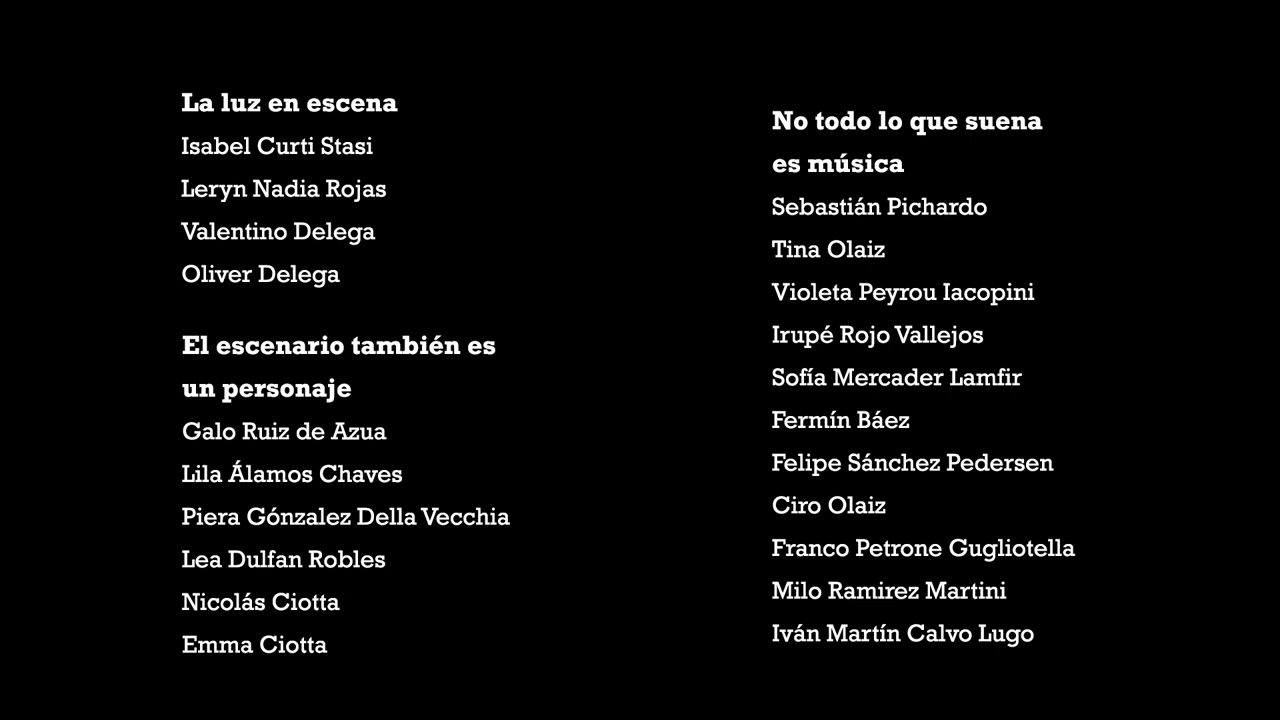 La luz en escena
Isabel Curti Stasi
Leryn Nadia Rojas
Valentino Delega
Oliver Delega
El escenario también es
un personaje
Galo Ruiz de Azua
Lila Álamos Chaves
Piera Gónzalez Della Vecchia
Lea Dulfan Robles
Nicolás Ciotta
Emma Ciotta
No todo lo que suena
es música
Sebastián Pichardo
Tina Olaiz
Violeta Peyrou Iacopini
Irupé Rojo Vallejos
Sofía Mercader Lamfir
Fermín Báez
Felipe Sánchez Pedersen
Ciro Olaiz
Franco Petrone Gugliotella
Milo Ramirez Martini
Iván Martín Calvo Lugo